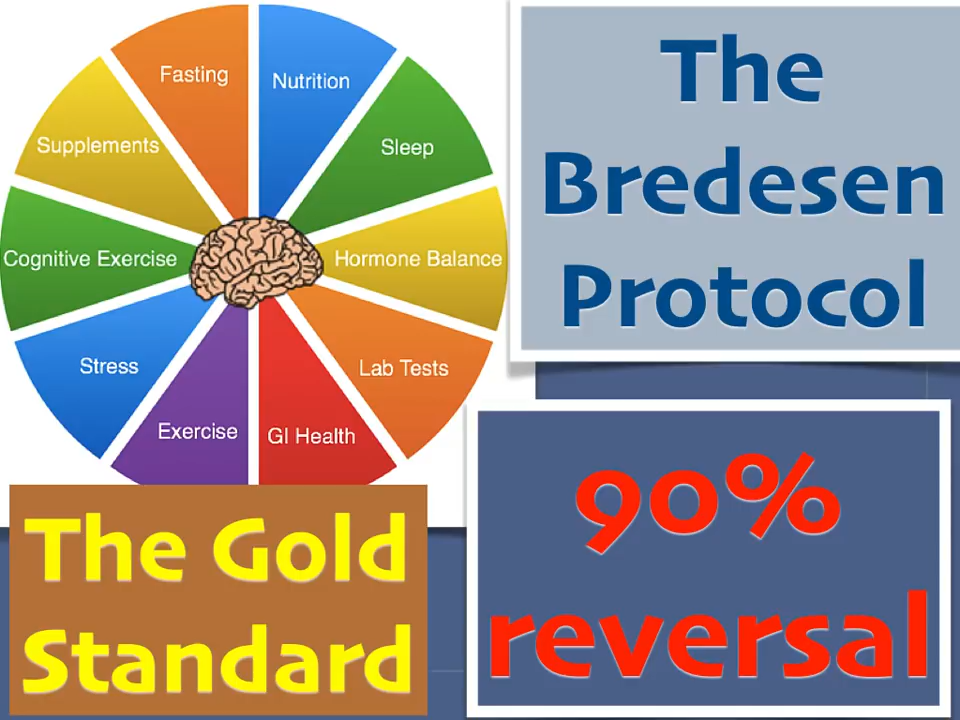 Fasting
Nutrition
Supplements
Sleep
Cognitive Exercise
Hormone Balance
Stress
Lab Tests
Exercise
GI Health
The
Bredesen
Protocol
The Gold
Standard
90%
reversal